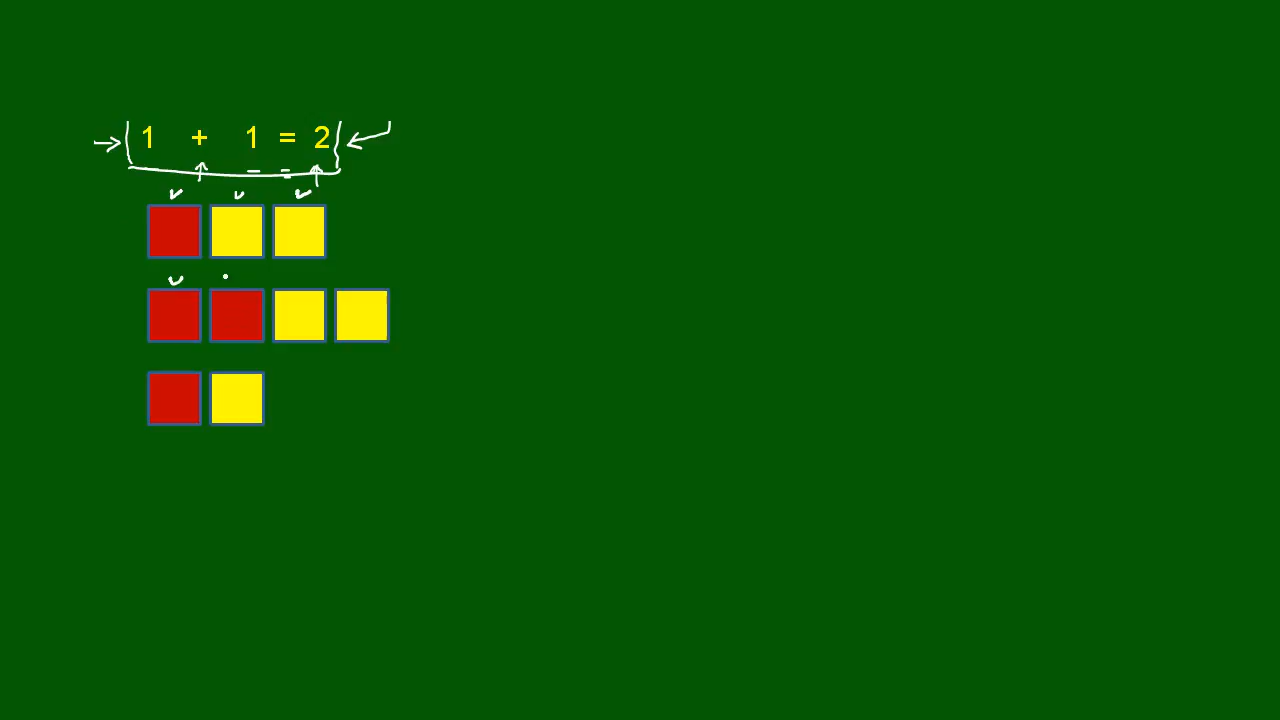 1 + 1 = 2